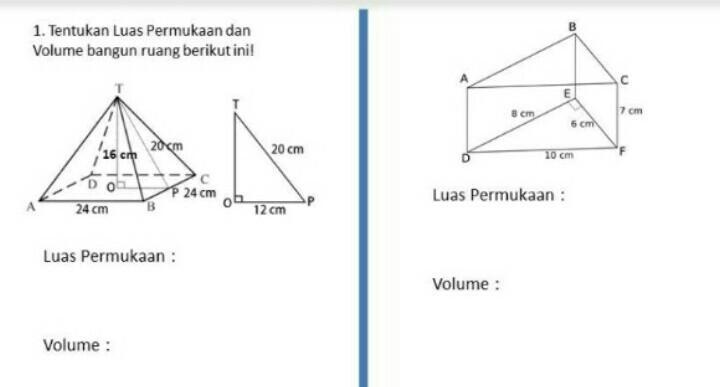 1. Tentukan Luas Permukaan dan
Volume bangun ruang berikut ini!
T
16 cm
20 cm
D
O
C
P
24 cm
A
24 cm
B
T
20 cm
O
12 cm
P
Luas Permukaan :
Volume :
B
A
C
E
8 cm
7 cm
6 cm
D
10 cm
F
Luas Permukaan :
Volume :